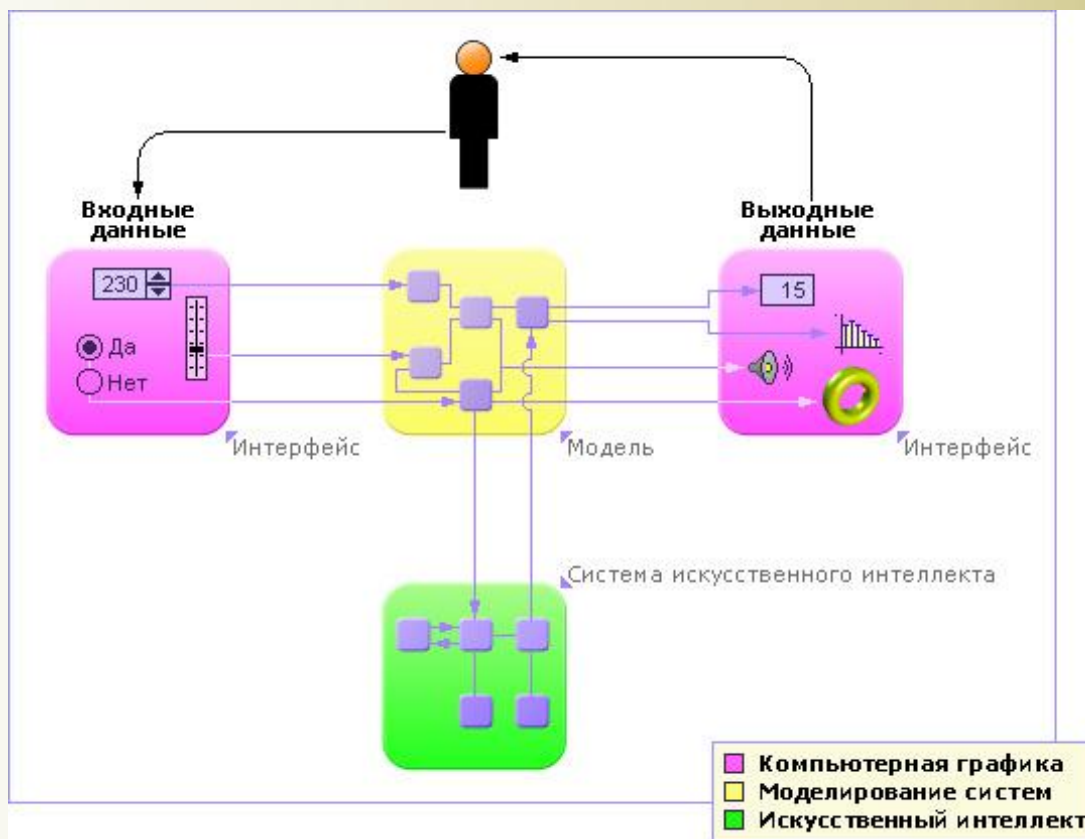 Входные
данные
Выходные
данные
230
Да
Нет
15
Интерфейс
Модель
Интерфейс
Система искусственного интеллекта
Компьютерная графика
Моделирование систем
Искусственный интеллект